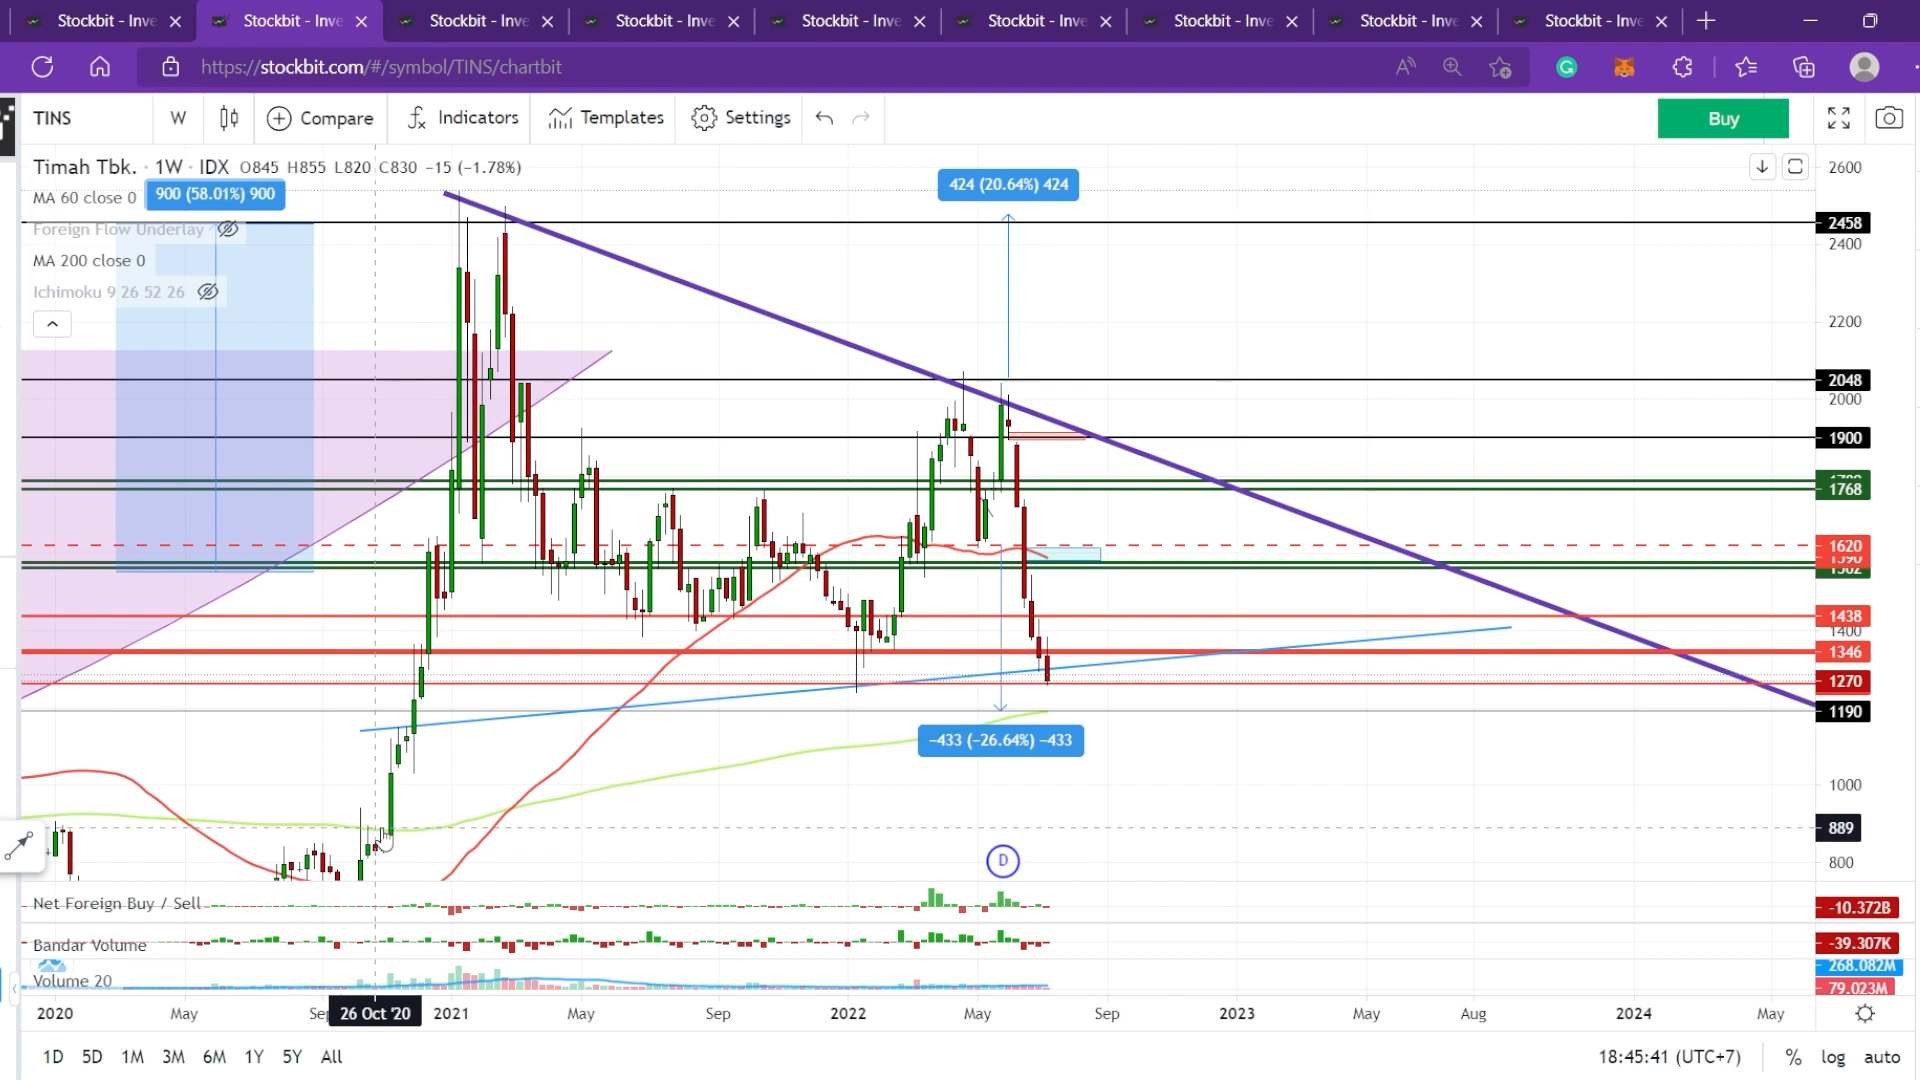 Stockbit - Inve Stockbit - Inve Stockbit - Inve Stockbit - Inve Stockbit - Inve Stockbit - Inve Stockbit - Inve Stockbit - Inve Stockbit - Inve
https://stockbit.com/#/symbol/TINS/chartbit
TINS W Compare Indicators Templates Settings Buy
Timah Tbk. · 1W · IDX O845 H855 L820 C830 −15 (−1.78%)
MA 60 close 0
900 (58.01%) 900
424 (20.64%) 424
Foreign Flow Underlay
MA 200 close 0
Ichimoku 9 26 52 26
2600
2458
2400
2200
2048
2000
1900
1768
1620
1438
1400
1346
1270
1190
−433 (−26.64%) −433
1000
889
800
D
Net Foreign Buy / Sell -10.372B
Bandar Volume -39.307K
268.082M
Volume 20 79.023M
2020 May Sep 26 Oct '20 2021 May Sep 2022 May Sep 2023 May Aug 2024 May
1D 5D 1M 3M 6M 1Y 5Y All 18:45:41 (UTC+7) % log auto